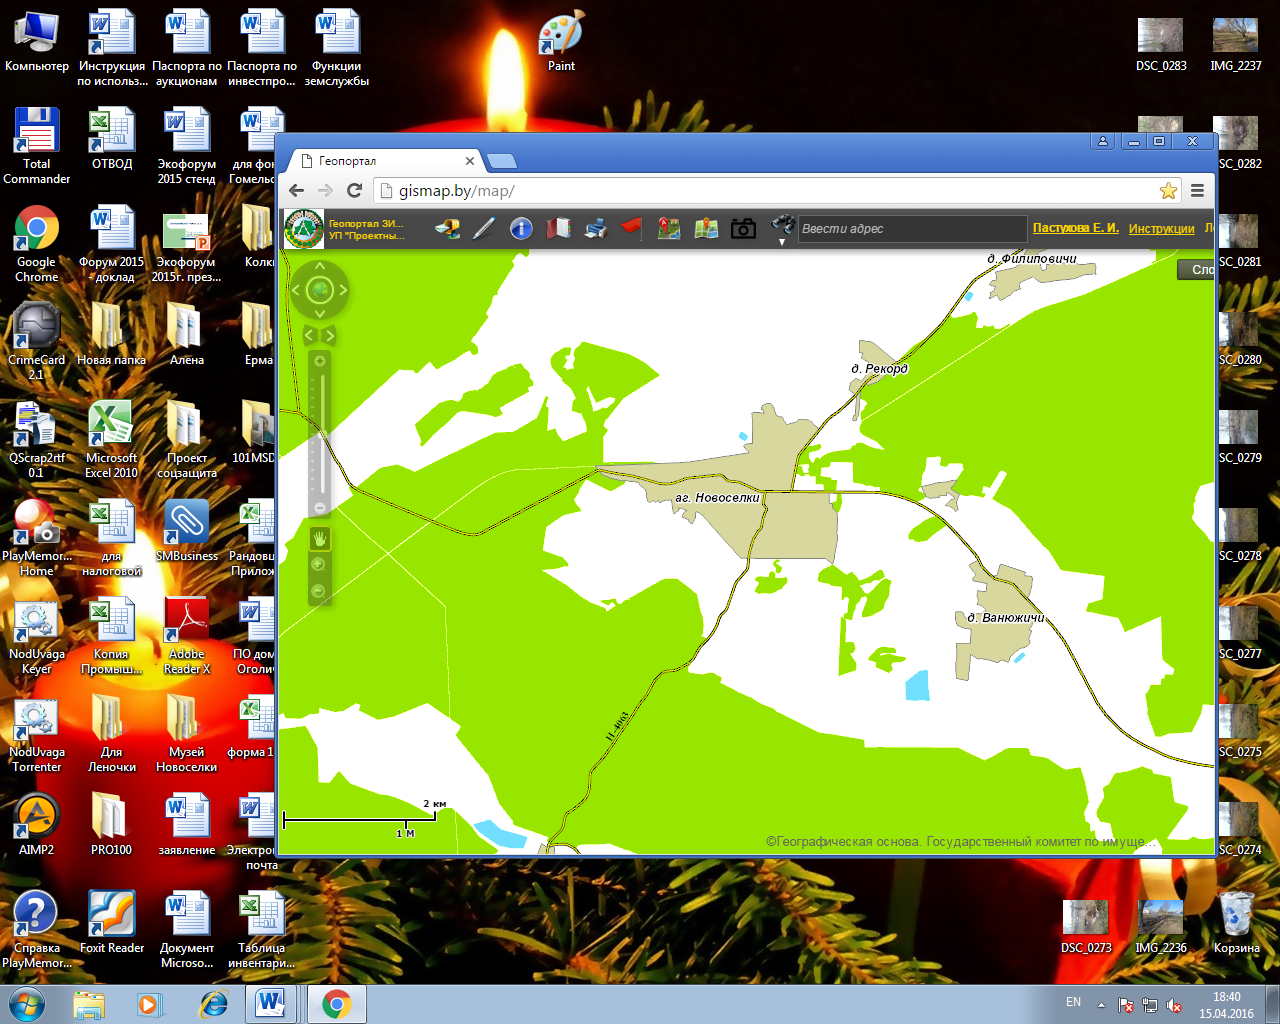 Компьютер
Инструкция
по использ...
Паспорта по
аукционам
Паспорта по
инвестпро...
Функции
земслужбы
Paint
DSC_0283
IMG_2237
Total
Commander
ОТВОД
Экофорум
2015 стенд
для фон
Гомельс
SC_0282
Геопортал
gismap.by/map/
Геопортал ЗИ...
УП "Проектны...
Ввести адрес
Пастухова Е. И.
Инструкции
Сло
Google
Chrome
Форум 2015
- доклад
Экофорум
2015г. през...
Колк
SC_0281
CrimeCard
2.1
Новая папка
Алена
Ерма
SC_0280
QScrap2rtf
0.1
Microsoft
Excel 2010
Проект
соцзащита
101MSD
SC_0279
PlayMemor...
Home
для
налоговой
SMBusiness
Рандовц
Прилож
SC_0278
NodUvaga
Keyer
Копия
Промыш...
Adobe
Reader X
ПО дом
Оголич
SC_0277
NodUvaga
Torrenter
Для
Леночки
Музей
Новоселки
форма 1
SC_0275
AIMP2
PRO100
заявление
Электрон
почта
SC_0274
Справка
PlayMemor...
Foxit Reader
Документ
Microso...
Таблица
инвентари...
DSC_0273
IMG_2236
Корзина
д. Филиповичи
д. Рекорд
аг. Новоселки
д. Ванюжичи
Н-4063
2 км
1 М
©Географическая основа. Государственный комитет по имуще...
EN
18:40
15.04.2016